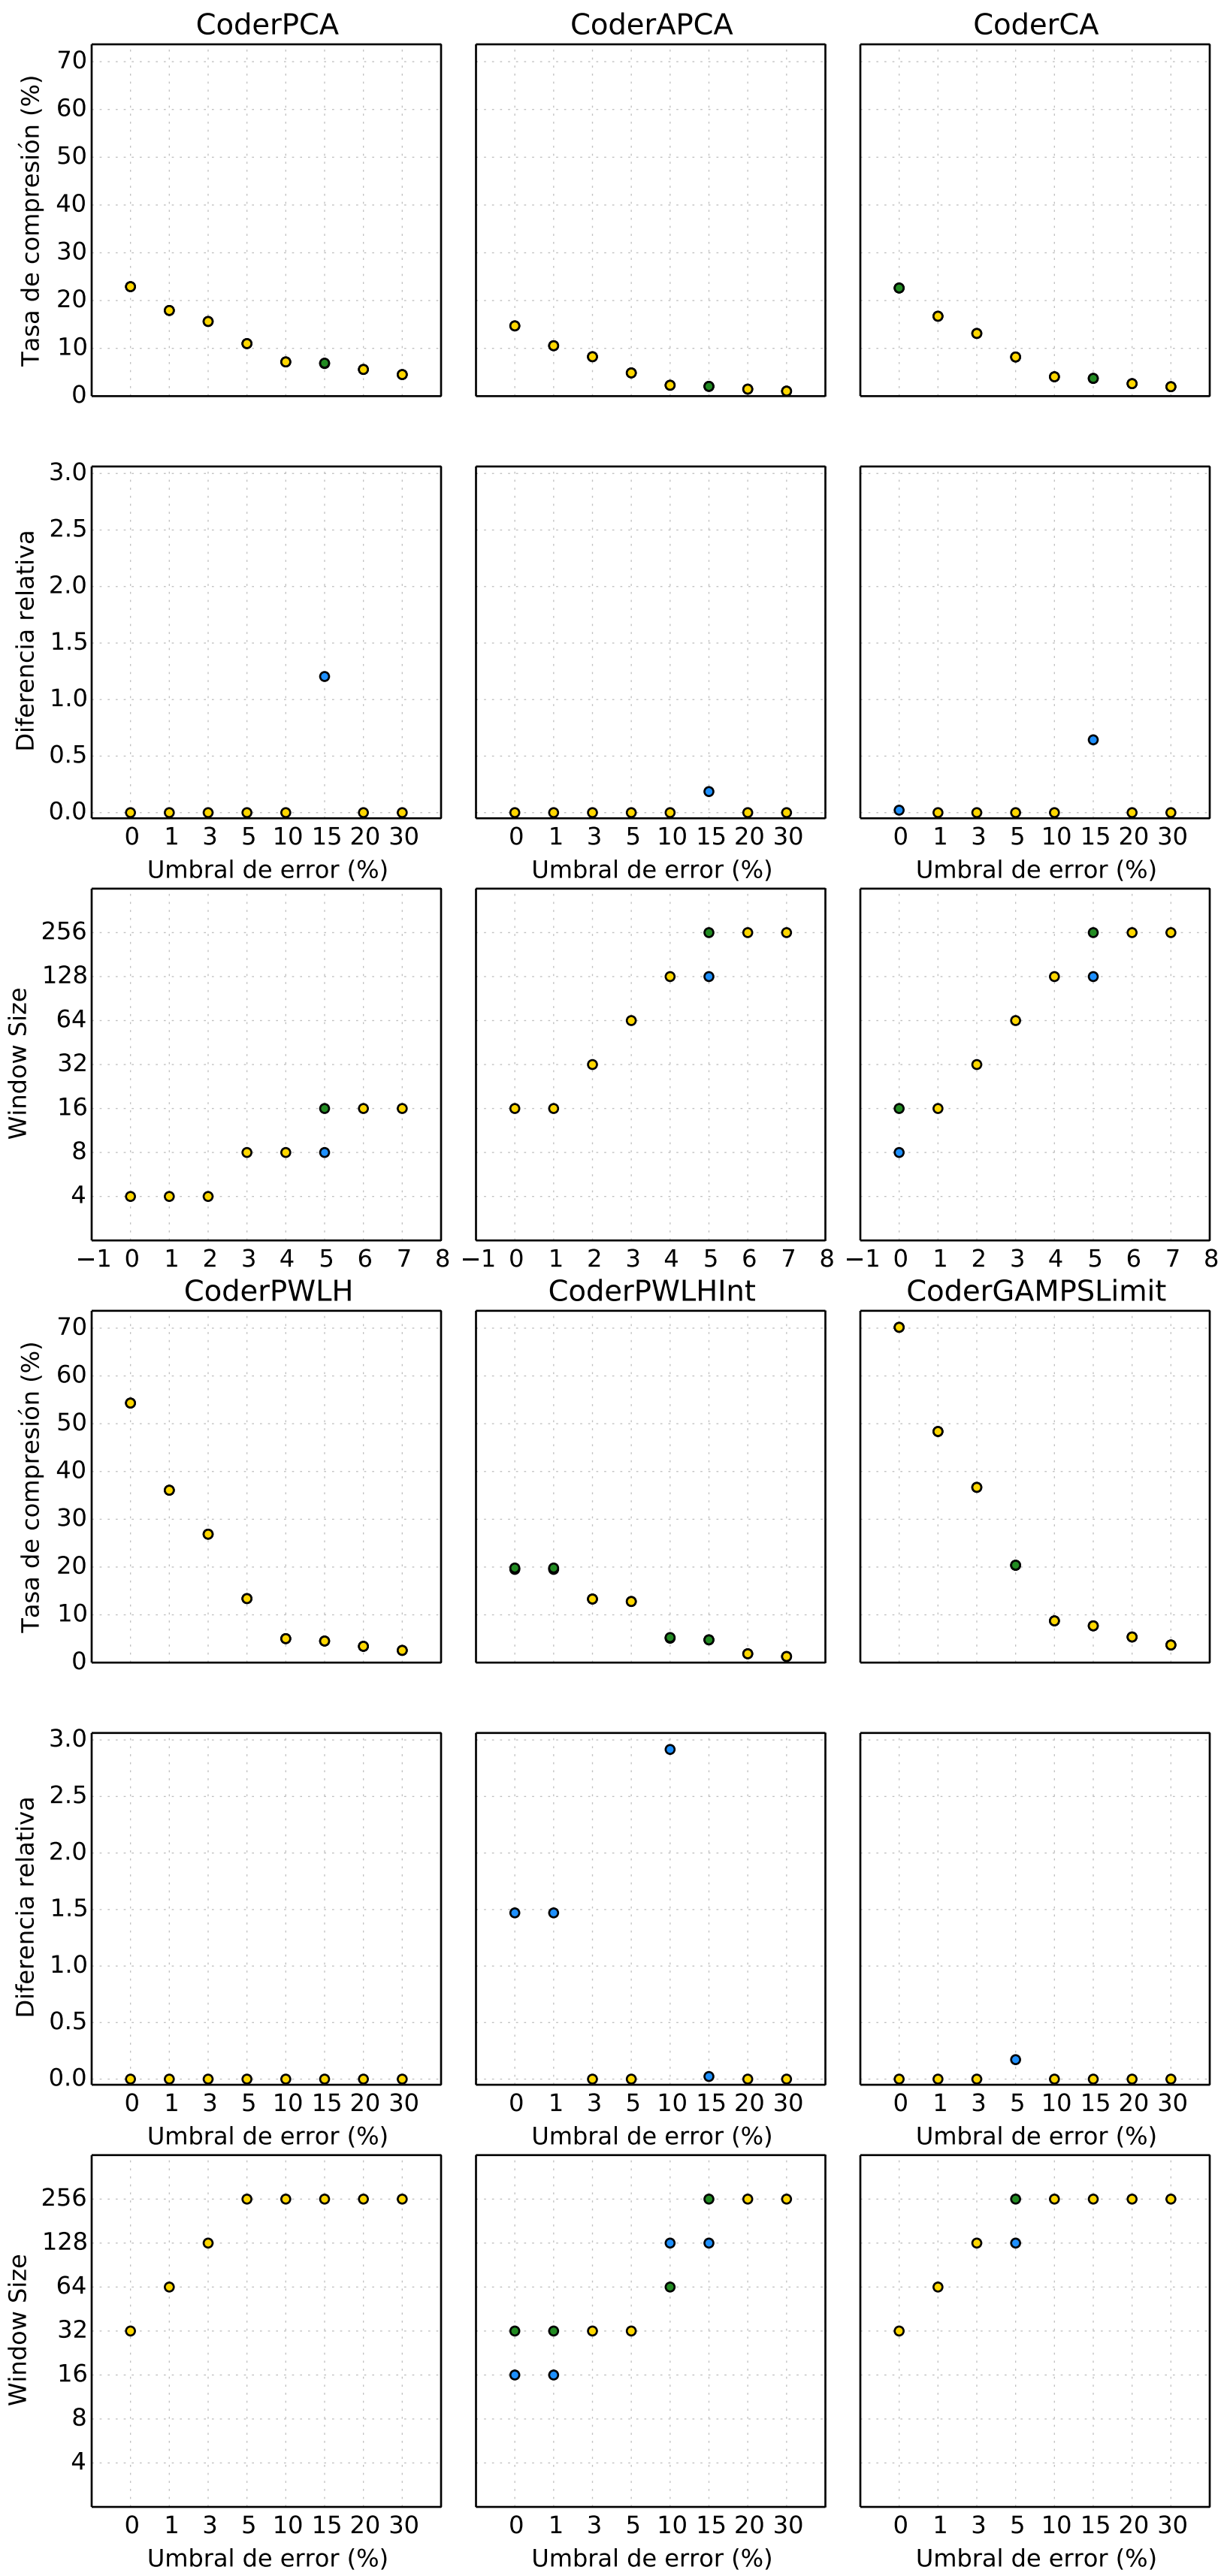 CoderPCA CoderAPCA CoderCA
Tasa de compresión (%)
70
60
50
40
30
20
10
0
Diferencia relativa
3.0
2.5
2.0
1.5
1.0
0.5
0.0
0 1 3 5 10 15 20 30 0 1 3 5 10 15 20 30 0 1 3 5 10 15 20 30
Umbral de error (%) Umbral de error (%) Umbral de error (%)
Window Size
256
128
64
32
16
8
4
−1 0 1 2 3 4 5 6 7 8 −1 0 1 2 3 4 5 6 7 8 −1 0 1 2 3 4 5 6 7 8
CoderPWLH CoderPWLHInt CoderGAMPSLimit
Tasa de compresión (%)
70
60
50
40
30
20
10
0
Diferencia relativa
3.0
2.5
2.0
1.5
1.0
0.5
0.0
0 1 3 5 10 15 20 30 0 1 3 5 10 15 20 30 0 1 3 5 10 15 20 30
Umbral de error (%) Umbral de error (%) Umbral de error (%)
Window Size
256
128
64
32
16
8
4
0 1 3 5 10 15 20 30 0 1 3 5 10 15 20 30 0 1 3 5 10 15 20 30
Umbral de error (%) Umbral de error (%) Umbral de error (%)